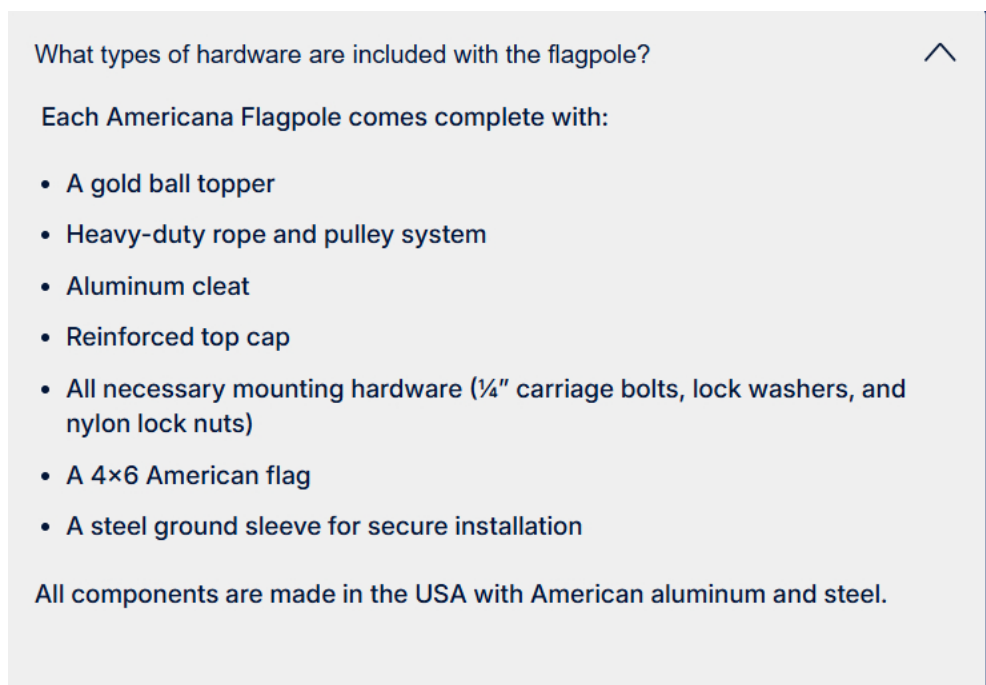 What types of hardware are included with the flagpole?
Each Americana Flagpole comes complete with:
• A gold ball topper
• Heavy-duty rope and pulley system
• Aluminum cleat
• Reinforced top cap
• All necessary mounting hardware (¼” carriage bolts, lock washers, and
nylon lock nuts)
• A 4×6 American flag
• A steel ground sleeve for secure installation
All components are made in the USA with American aluminum and steel.